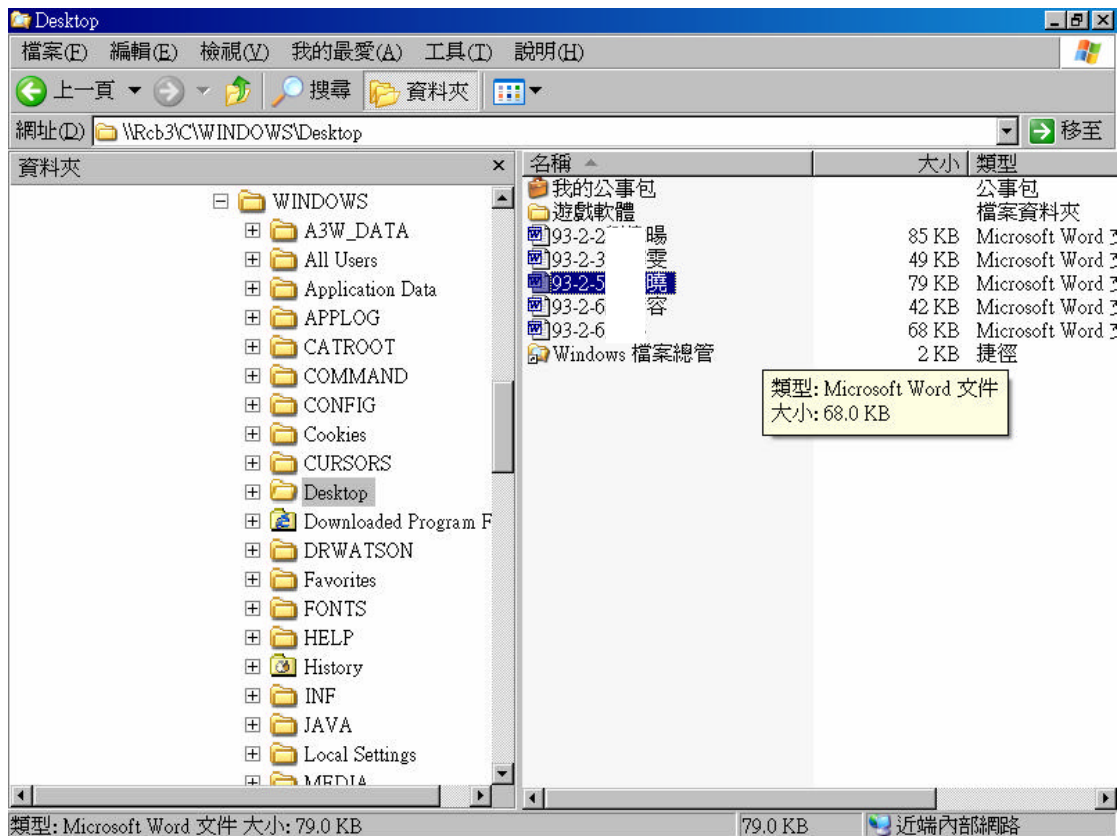 Desktop
檔案(F) 編輯(E) 檢視(V) 我的最愛(A) 工具(T) 說明(H)
上一頁 搜尋 資料夾
網址(D) \\Rcb3\C\WINDOWS\Desktop 移至
資料夾
WINDOWS
A3W_DATA
All Users
Application Data
APPLOG
CATROOT
COMMAND
CONFIG
Cookies
CURSORS
Desktop
Downloaded Program F
DRWATSON
Favorites
FONTS
HELP
History
INF
JAVA
Local Settings
MEDIA
名稱 大小 類型
我的公事包 公事包
遊戲軟體 檔案資料夾
93-2-2 暘 85 KB Microsoft Word
93-2-3 雯 49 KB Microsoft Word
93-2-5 曉 79 KB Microsoft Word
93-2-6 容 42 KB Microsoft Word
93-2-6 68 KB Microsoft Word
Windows 檔案總管 2 KB 捷徑
類型: Microsoft Word 文件
大小: 68.0 KB
類型: Microsoft Word 文件 大小: 79.0 KB 79.0 KB 近端內部網路